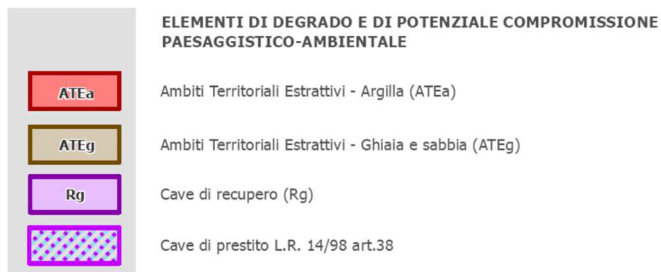 ELEMENTI DI DEGRADO E DI POTENZIALE COMPROMISSIONE
PAESAGGISTICO-AMBIENTALE
ATEa Ambiti Territoriali Estrattivi - Argilla (ATEa)
ATEg Ambiti Territoriali Estrattivi - Ghiaia e sabbia (ATEg)
Rg Cave di recupero (Rg)
Cave di prestito L.R. 14/98 art.38